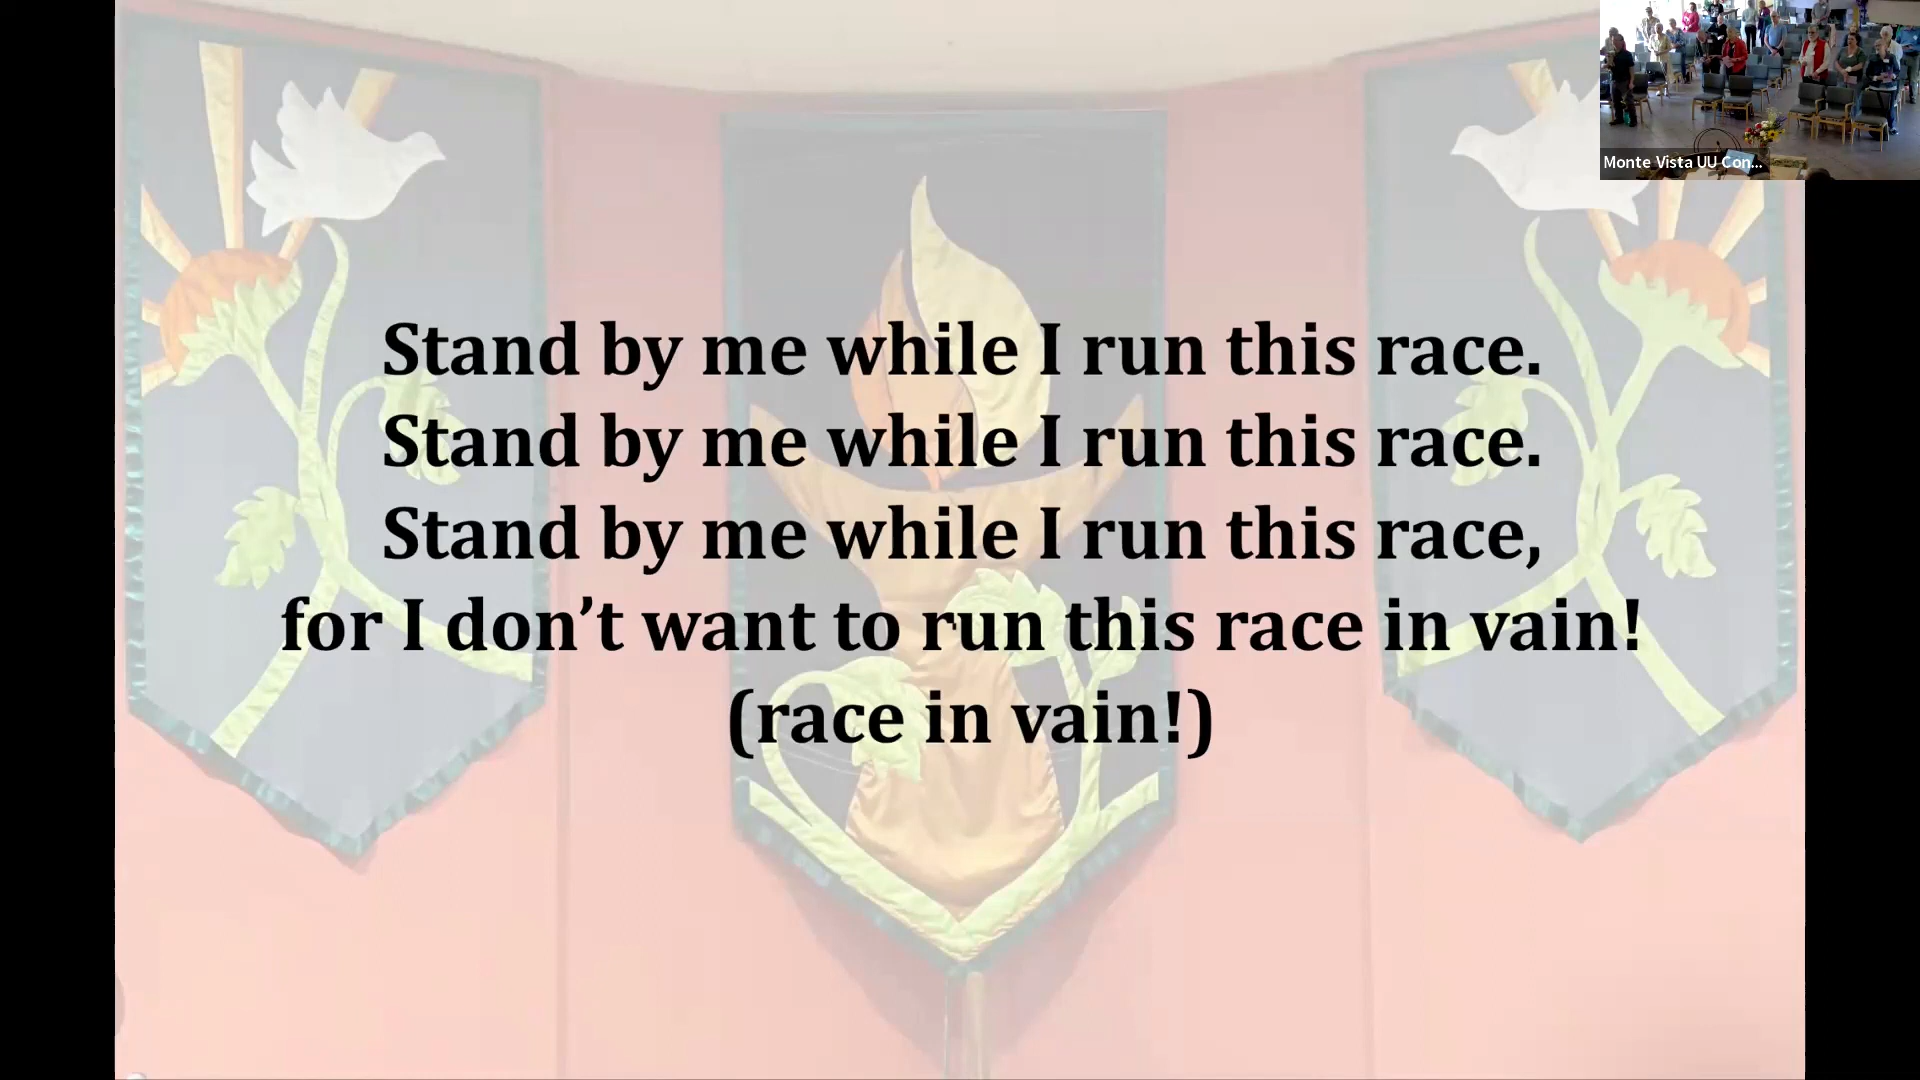 Stand by me while I run this race.
Stand by me while I run this race.
Stand by me while I run this race,
for I don’t want to run this race in vain!
(race in vain!)
Monte Vista UU Con...